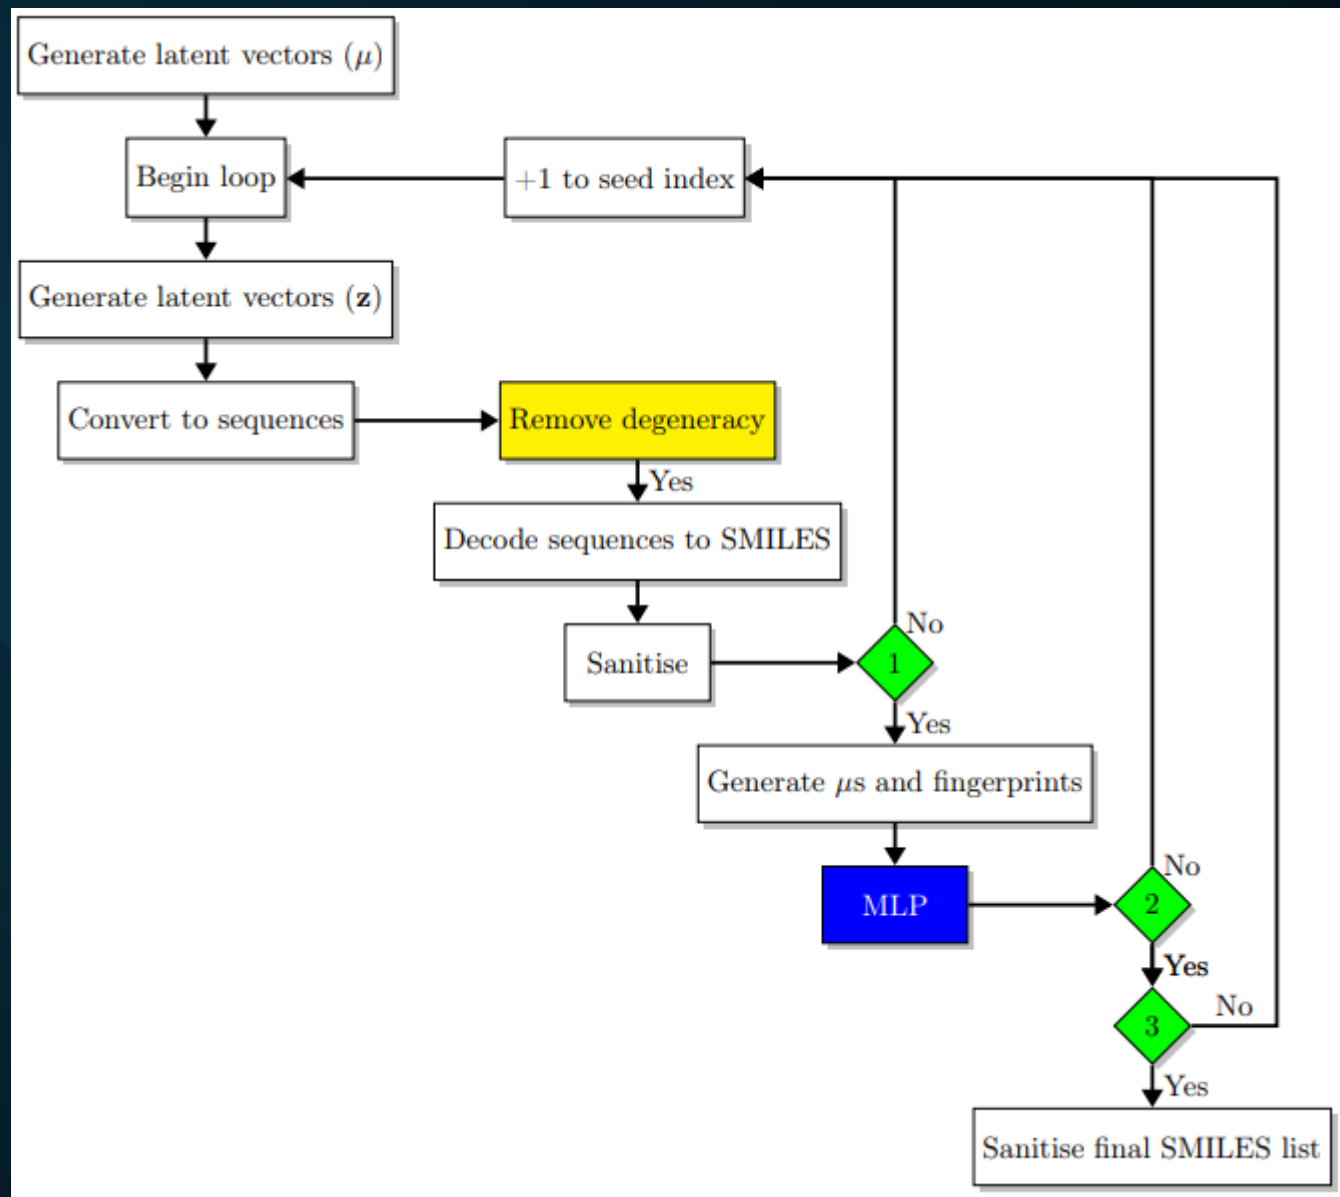 Generate latent vectors (μ)
Begin loop
+1 to seed index
Generate latent vectors (z)
Convert to sequences
Remove degeneracy
Yes
Decode sequences to SMILES
Sanitise
1
No
Yes
Generate μs and fingerprints
MLP
2
No
Yes
3
No
Yes
Sanitise final SMILES list